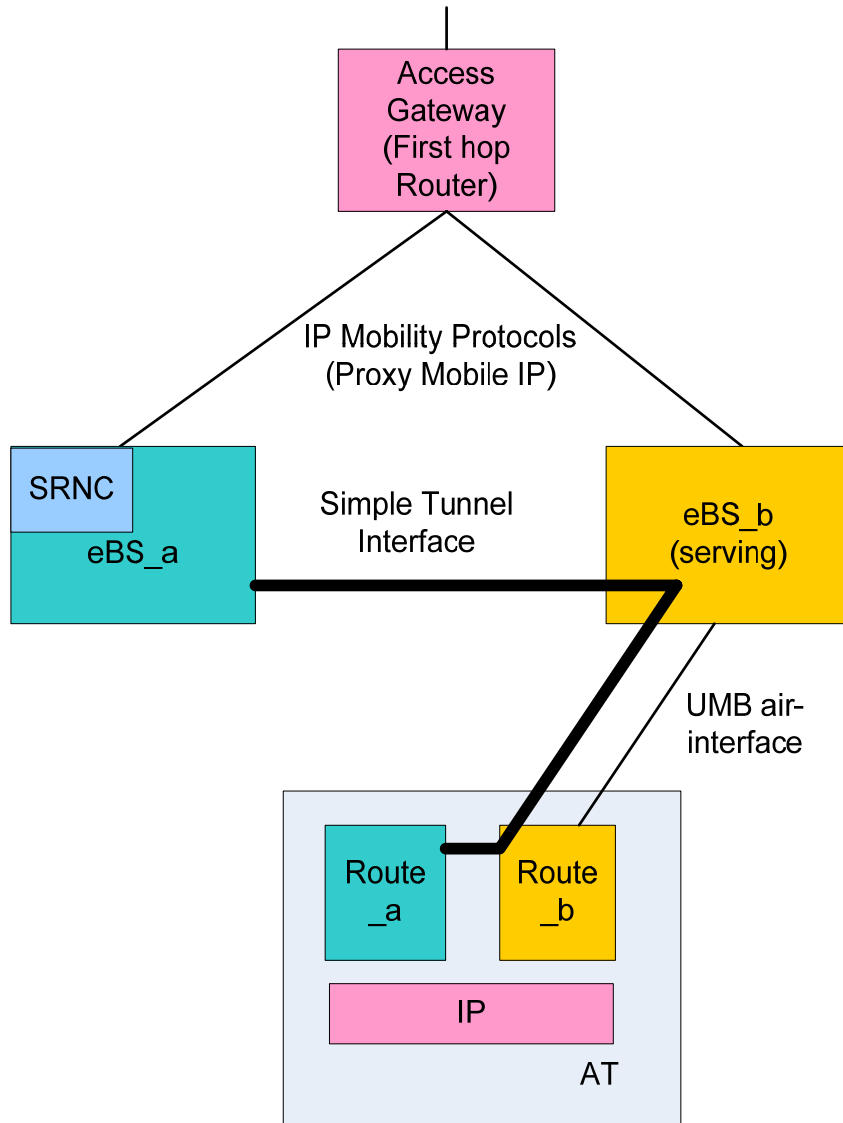 Access
Gateway
(First hop
Router)
IP Mobility Protocols
(Proxy Mobile IP)
SRNC
eBS_a
Simple Tunnel
Interface
eBS_b
(serving)
UMB air-
interface
Route
_a
Route
_b
IP
AT